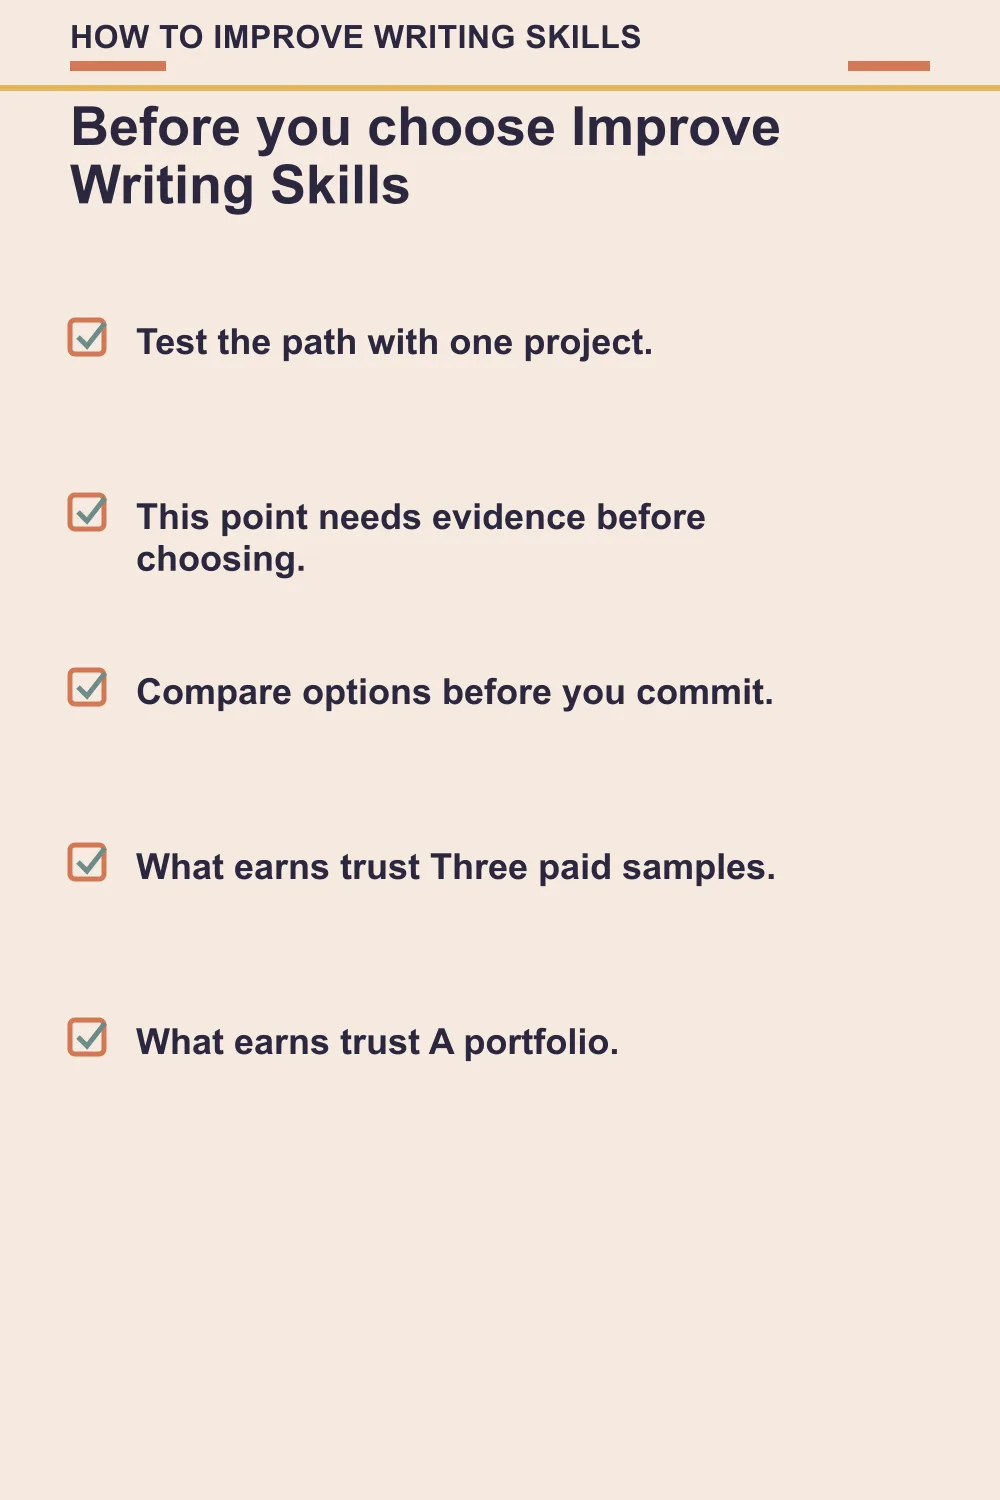 HOW TO IMPROVE WRITING SKILLS
Before you choose Improve
Writing Skills
Test the path with one project.
This point needs evidence before
choosing.
Compare options before you commit.
What earns trust Three paid samples.
What earns trust A portfolio.